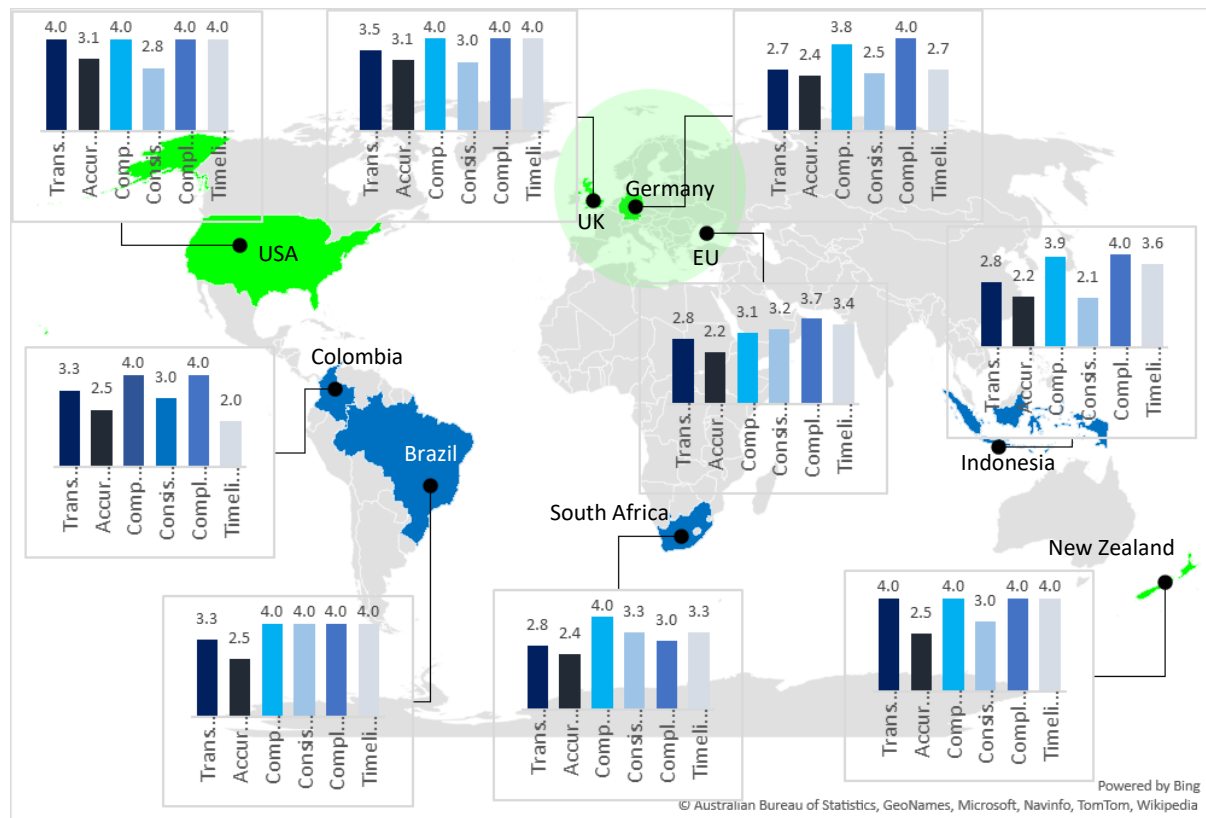 4.0 3.1 4.0 2.8 4.0 4.0
Trans... Accur... Comp... Consis... Compl... Timeli...
3.5 3.1 4.0 3.0 4.0 4.0
Trans... Accur... Comp... Consis... Compl... Timeli...
2.7 2.4 3.8 2.5 4.0 2.7
Trans... Accur... Comp... Consis... Compl... Timeli...
Germany
UK
EU
USA
2.8 2.2 3.9 2.1 4.0 3.6
Trans... Accur... Comp... Consis... Compl... Timeli...
2.8 2.2 3.1 3.2 3.7 3.4
Trans... Accur... Comp... Consis... Compl... Timeli...
Colombia
3.3 2.5 4.0 3.0 4.0 2.0
Trans... Accur... Comp... Consis... Compl... Timeli...
Brazil
Indonesia
South Africa
New Zealand
3.3 2.5 4.0 4.0 4.0 4.0
Trans... Accur... Comp... Consis... Compl... Timeli...
2.8 2.4 4.0 3.3 3.0 3.3
Trans... Accur... Comp... Consis... Compl... Timeli...
4.0 2.5 4.0 3.0 4.0 4.0
Trans... Accur... Comp... Consis... Compl... Timeli...
Powered by Bing
© Australian Bureau of Statistics, GeoNames, Microsoft, Navinfo, TomTom, Wikipedia